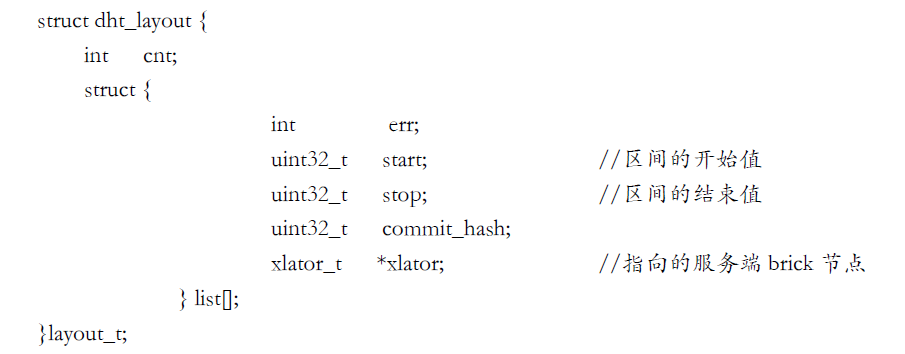 struct dht_layout {
int cnt;
struct {
int err;
uint32_t start; //区间的开始值
uint32_t stop; //区间的结束值
uint32_t commit_hash;
xlator_t *xlator; //指向的服务端 brick 节点
} list[];
}layout_t;